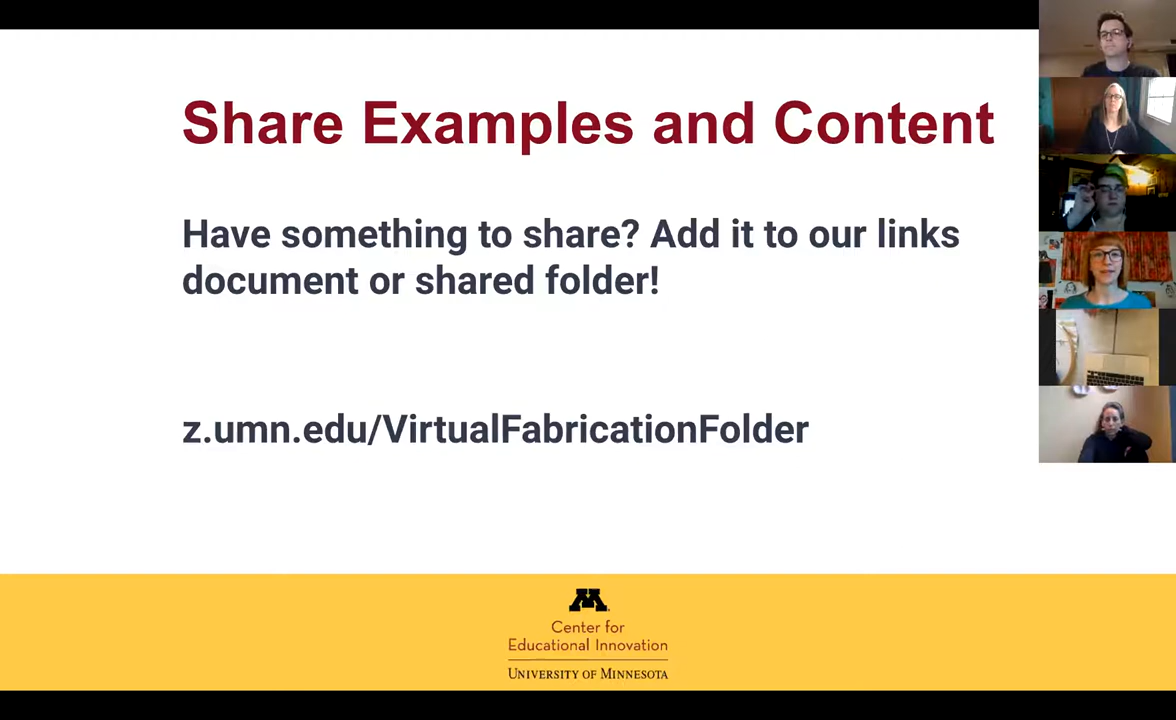 Share Examples and Content
Have something to share? Add it to our links
document or shared folder!
z.umn.edu/VirtualFabricationFolder
M
Center for
Educational Innovation
UNIVERSITY OF MINNESOTA